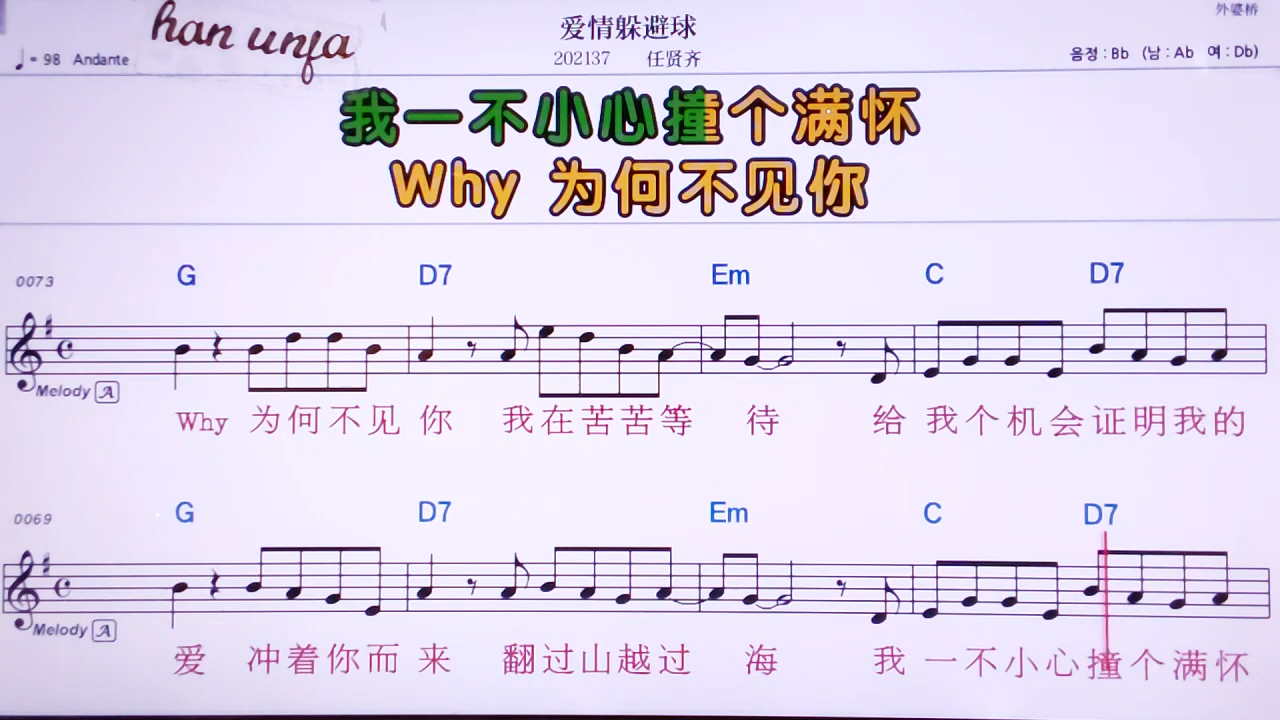 han unfa
外婆桥
爱情躲避球
♩= 98 Andante
202137 任贤齐
음정 : Bb (남 : Ab 여 : Db)
我一不小心撞个满怀
Why 为何不见你
0073
G D7 Em C D7
Melody A
Why 为何不见你 我在苦苦等待 给我个机会证明我的
0069
G D7 Em C D7
Melody A
爱 冲着你而来 翻过山越过海 我一不小心撞个满怀